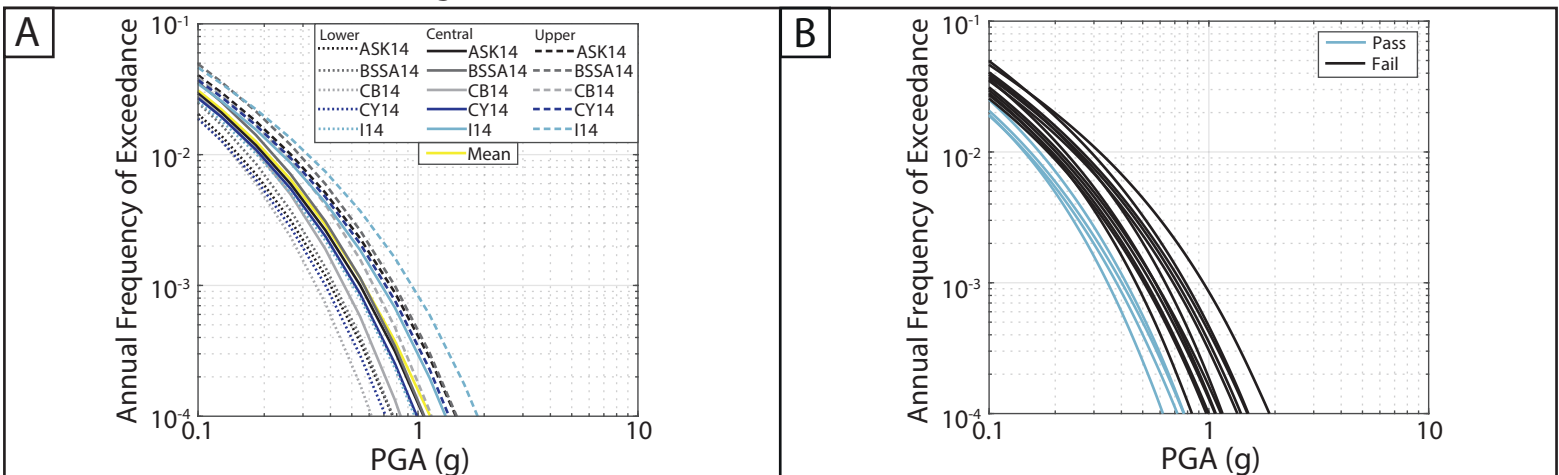 A
Annual Frequency of Exceedance
10-1
10-2
10-3
10-4
0.1
1
10
PGA (g)
Lower
ASK14
BSSA14
CB14
CY14
I14
Central
ASK14
BSSA14
CB14
CY14
I14
Upper
ASK14
BSSA14
CB14
CY14
I14
Mean
B
Annual Frequency of Exceedance
10-1
10-2
10-3
10-4
0.1
1
10
PGA (g)
Pass
Fail